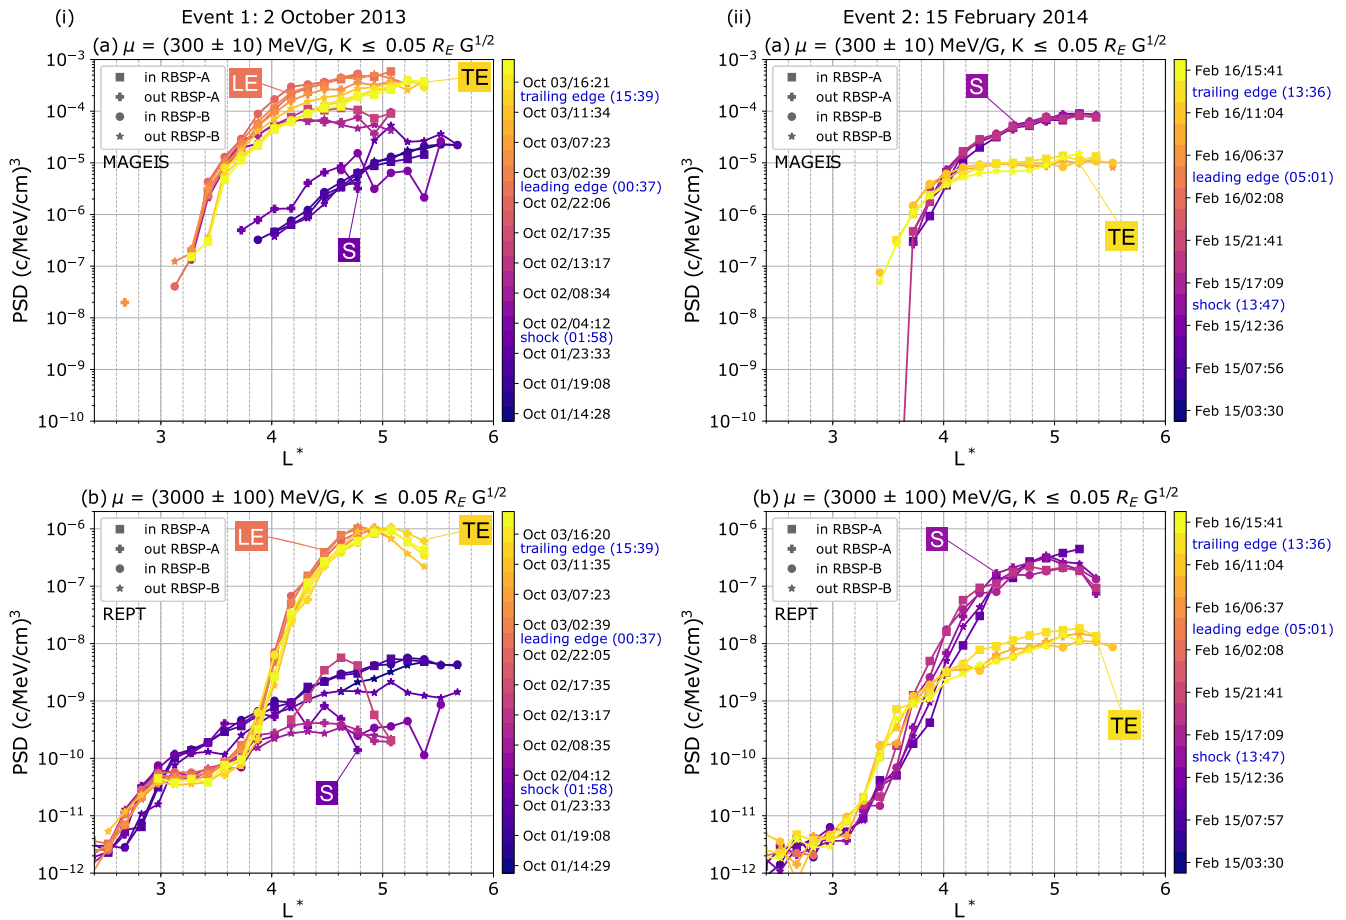 (i)
Event 1: 2 October 2013
(a) μ = (300 ± 10) MeV/G, K ≤ 0.05 R_E G^{1/2}
in RBSP-A
out RBSP-A
in RBSP-B
out RBSP-B
MAGEIS
LE
TE
S
PSD (c/MeV/cm)³
10⁻³
10⁻⁴
10⁻⁵
10⁻⁶
10⁻⁷
10⁻⁸
10⁻⁹
10⁻¹⁰
3
4
5
6
L*
Oct 03/16:21
trailing edge (15:39)
Oct 03/11:34
Oct 03/07:23
Oct 03/02:39
leading edge (00:37)
Oct 02/22:06
Oct 02/17:35
Oct 02/13:17
Oct 02/08:34
Oct 02/04:12
shock (01:58)
Oct 01/23:33
Oct 01/19:08
Oct 01/14:28
(ii)
Event 2: 15 February 2014
(a) μ = (300 ± 10) MeV/G, K ≤ 0.05 R_E G^{1/2}
in RBSP-A
out RBSP-A
in RBSP-B
out RBSP-B
MAGEIS
S
TE
PSD (c/MeV/cm)³
10⁻³
10⁻⁴
10⁻⁵
10⁻⁶
10⁻⁷
10⁻⁸
10⁻⁹
10⁻¹⁰
3
4
5
6
L*
Feb 16/15:41
trailing edge (13:36)
Feb 16/11:04
Feb 16/06:37
leading edge (05:01)
Feb 16/02:08
Feb 15/21:41
Feb 15/17:09
shock (13:47)
Feb 15/12:36
Feb 15/07:56
Feb 15/03:30
(b) μ = (3000 ± 100) MeV/G, K ≤ 0.05 R_E G^{1/2}
in RBSP-A
out RBSP-A
in RBSP-B
out RBSP-B
REPT
LE
TE
S
PSD (c/MeV/cm)³
10⁻⁶
10⁻⁷
10⁻⁸
10⁻⁹
10⁻¹⁰
10⁻¹¹
10⁻¹²
3
4
5
6
L*
Oct 03/16:20
trailing edge (15:39)
Oct 03/11:35
Oct 03/07:23
Oct 03/02:39
leading edge (00:37)
Oct 02/22:05
Oct 02/17:35
Oct 02/13:17
Oct 02/08:35
Oct 02/04:12
shock (01:58)
Oct 01/23:33
Oct 01/19:08
Oct 01/14:29
(b) μ = (3000 ± 100) MeV/G, K ≤ 0.05 R_E G^{1/2}
in RBSP-A
out RBSP-A
in RBSP-B
out RBSP-B
REPT
S
TE
PSD (c/MeV/cm)³
10⁻⁶
10⁻⁷
10⁻⁸
10⁻⁹
10⁻¹⁰
10⁻¹¹
10⁻¹²
3
4
5
6
L*
Feb 16/15:41
trailing edge (13:36)
Feb 16/11:04
Feb 16/06:37
leading edge (05:01)
Feb 16/02:08
Feb 15/21:41
Feb 15/17:09
shock (13:47)
Feb 15/12:36
Feb 15/07:57
Feb 15/03:30